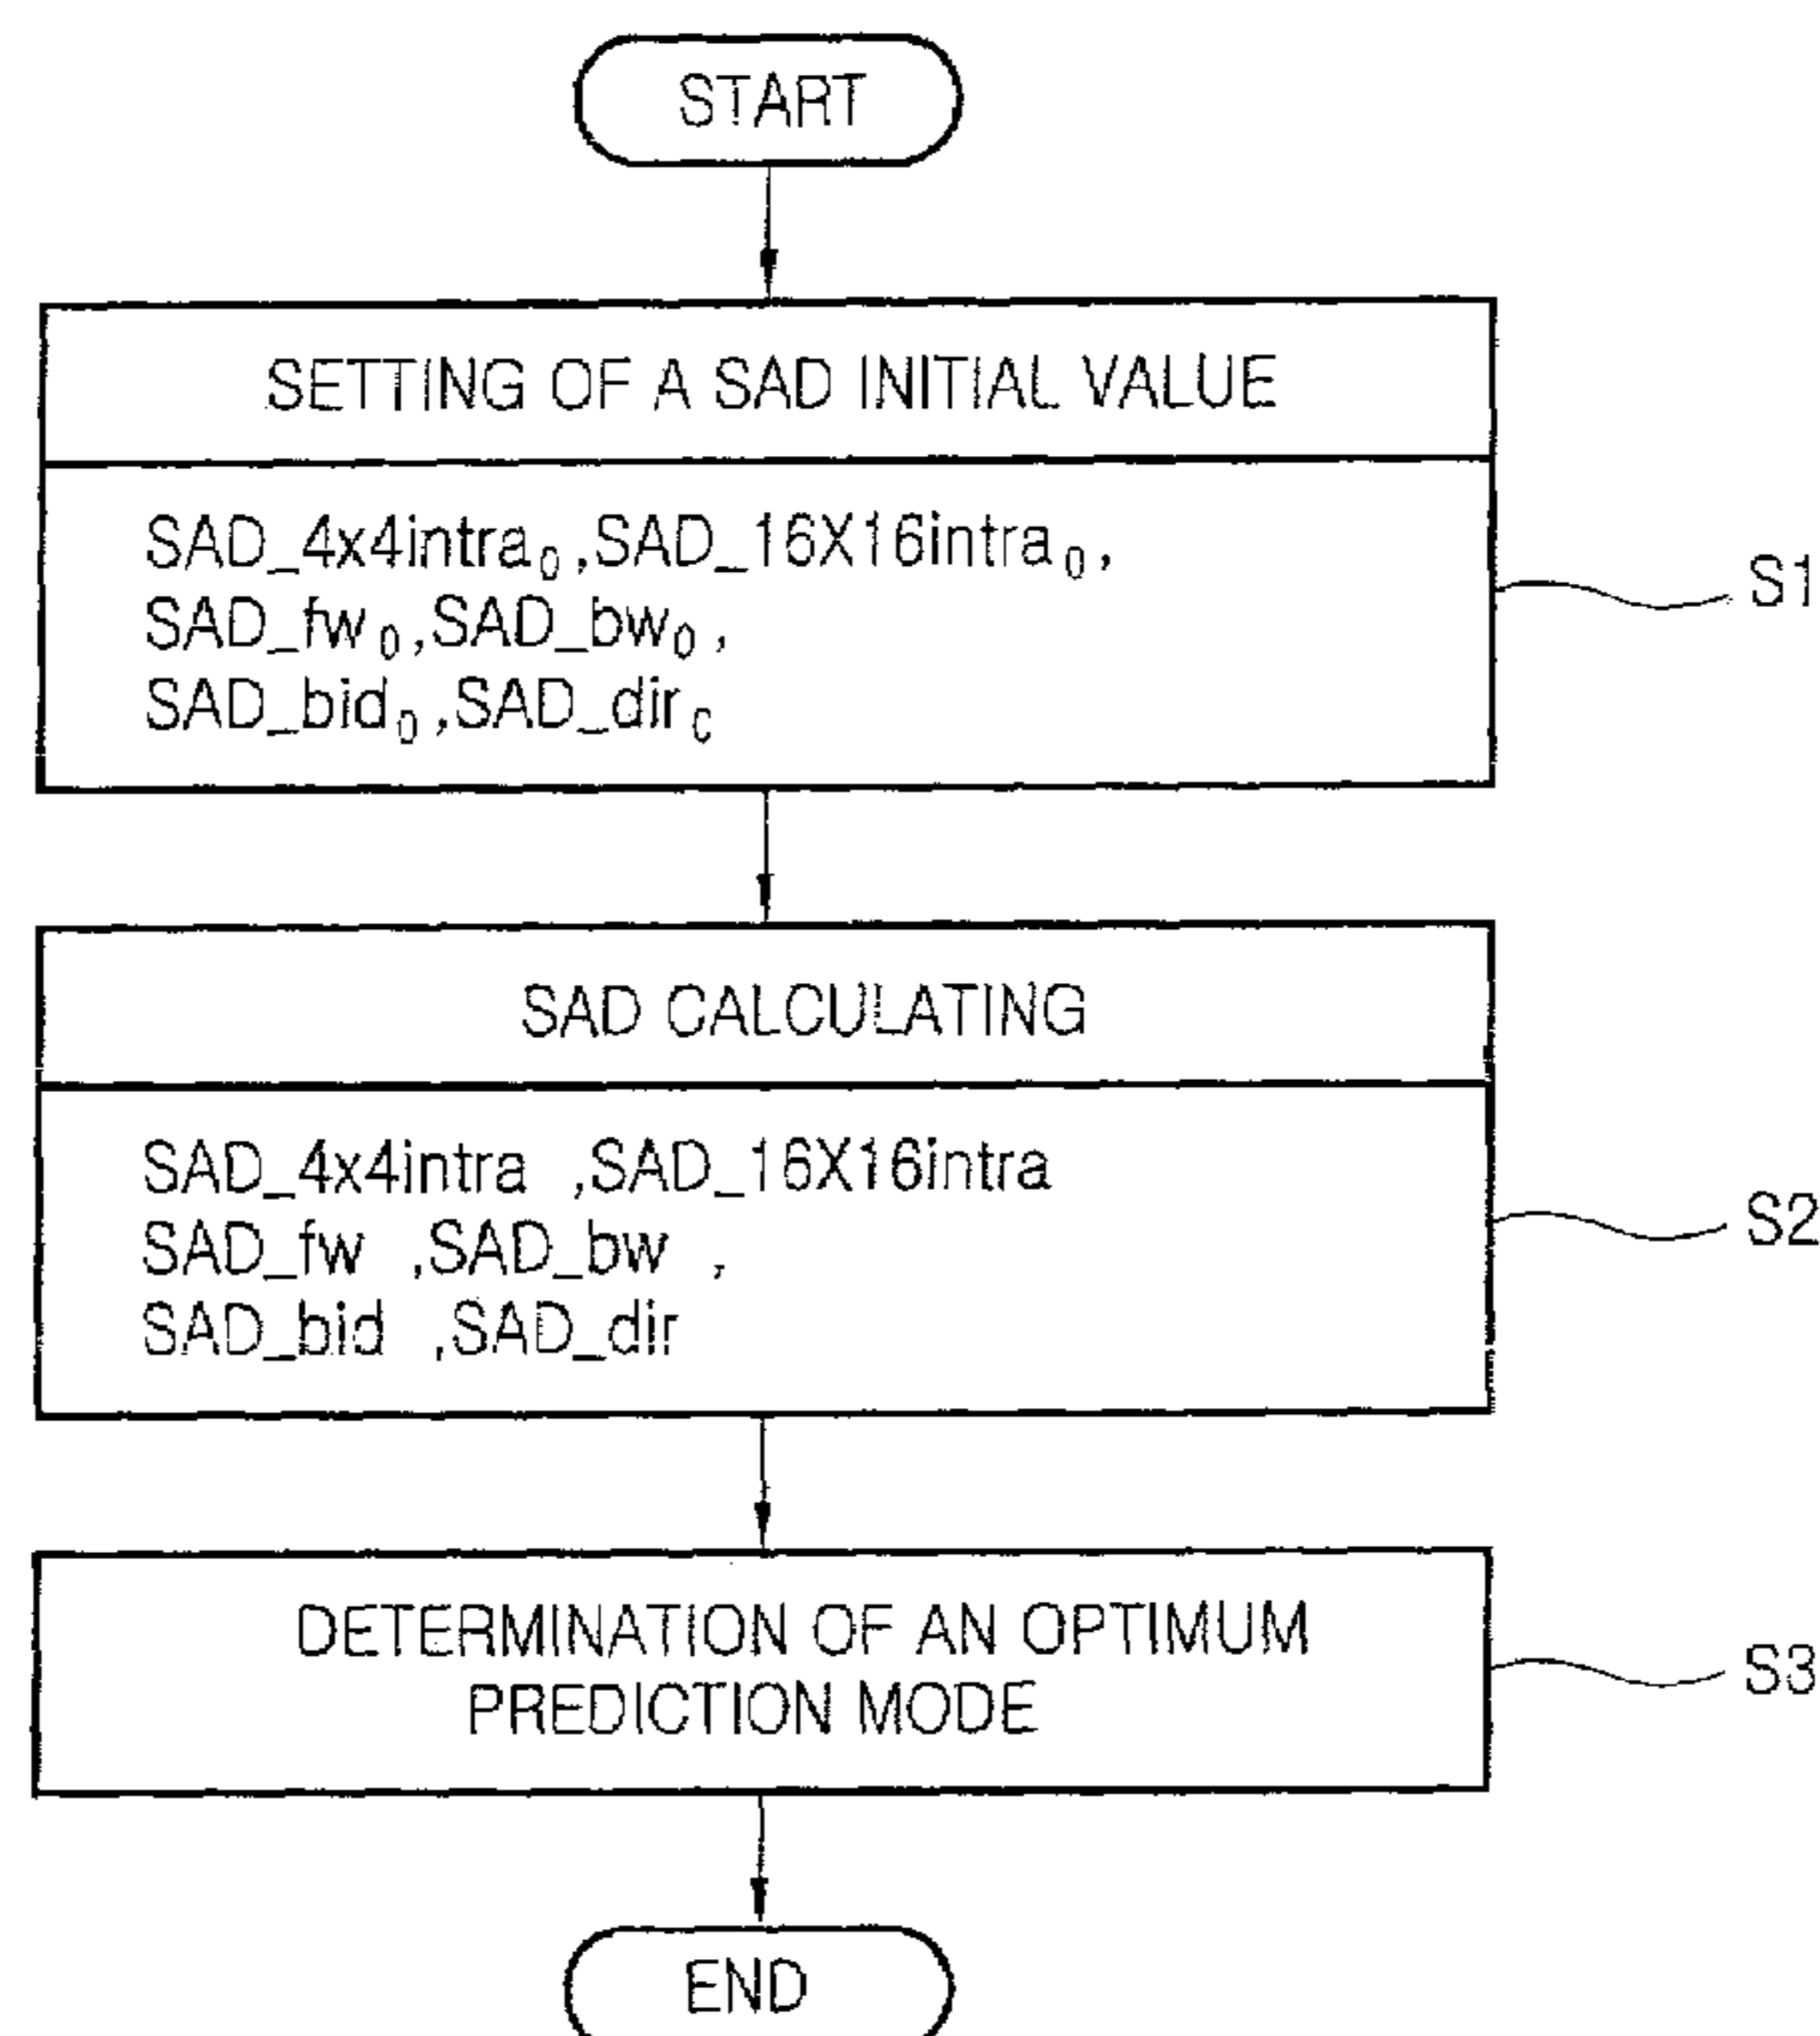 START
SETTING OF A SAD INITIAL VALUE
SAD_4x4intra₀,SAD_16X16intra₀,
SAD_fw₀,SAD_bw₀,
SAD_bid₀,SAD_dir₀
S1
SAD CALCULATING
SAD_4x4intra ,SAD_16X16intra
SAD_fw ,SAD_bw ,
SAD_bid ,SAD_dir
S2
DETERMINATION OF AN OPTIMUM
PREDICTION MODE
S3
END